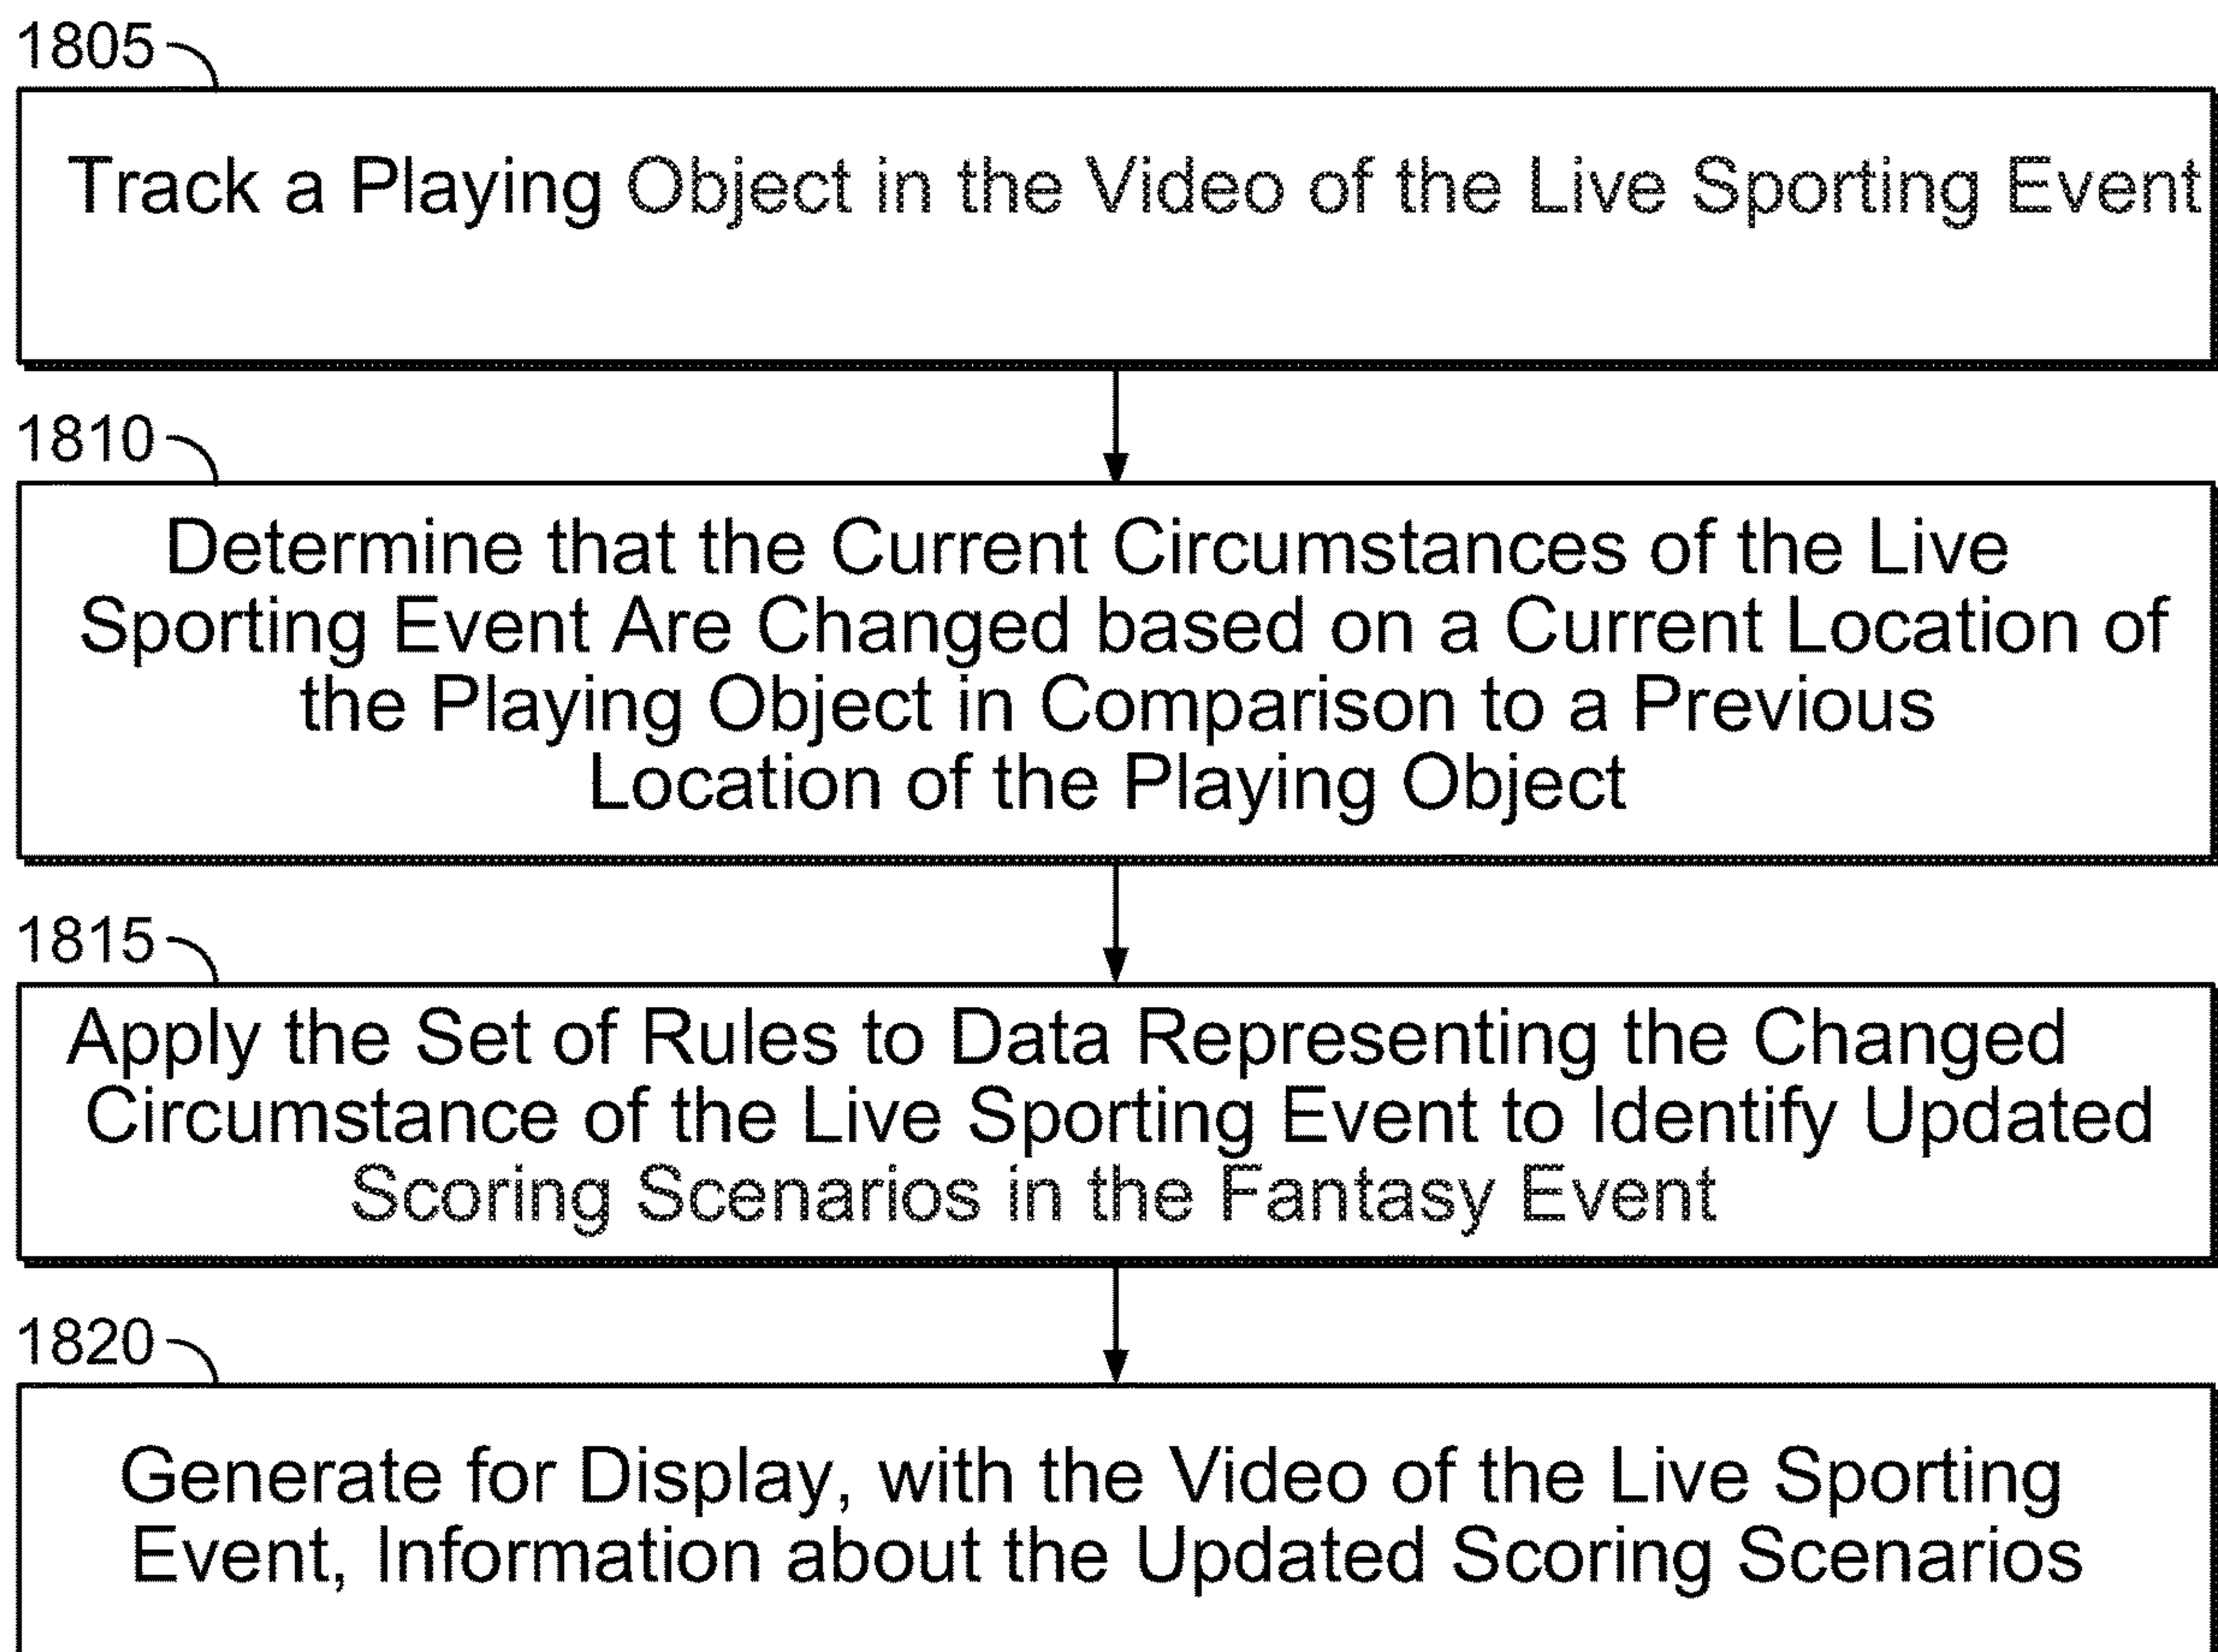 1805
Track a Playing Object in the Video of the Live Sporting Event
1810
Determine that the Current Circumstances of the Live
Sporting Event Are Changed based on a Current Location of
the Playing Object in Comparison to a Previous
Location of the Playing Object
1815
Apply the Set of Rules to Data Representing the Changed
Circumstance of the Live Sporting Event to Identify Updated
Scoring Scenarios in the Fantasy Event
1820
Generate for Display, with the Video of the Live Sporting
Event, Information about the Updated Scoring Scenarios